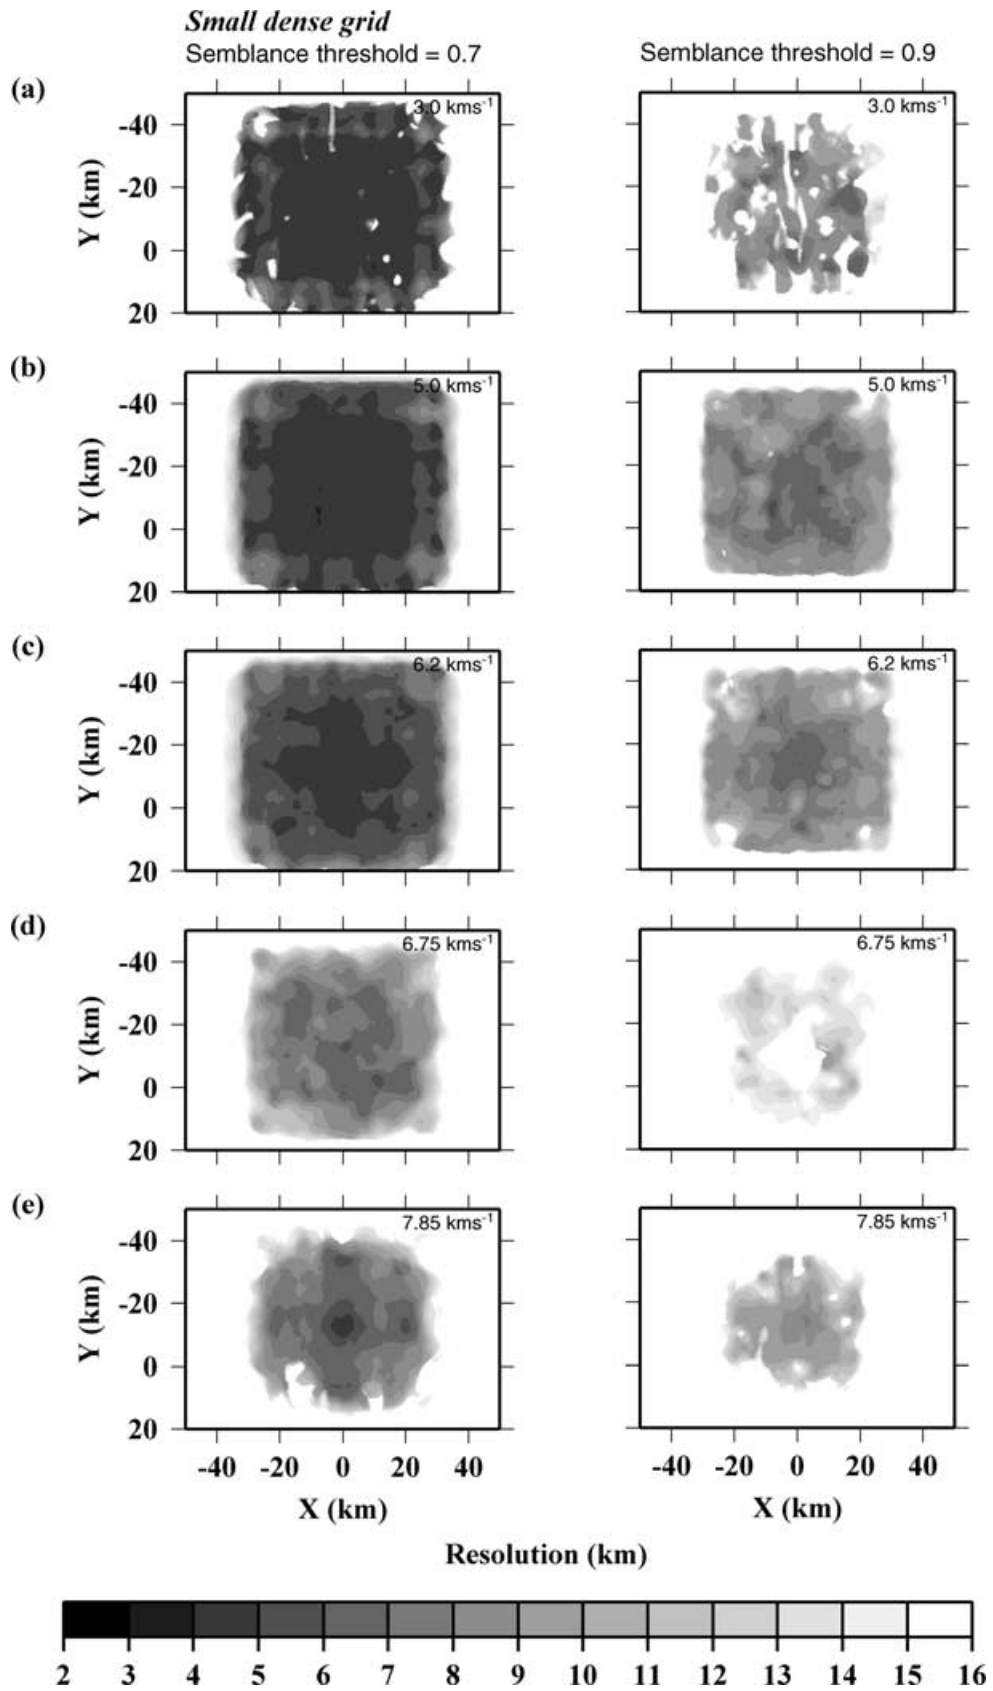 Small dense grid
Semblance threshold = 0.7
Semblance threshold = 0.9
(a)
3.0 kms-1
3.0 kms-1
-40
-20
0
20
Y (km)
(b)
5.0 kms-1
5.0 kms-1
-40
-20
0
20
Y (km)
(c)
6.2 kms-1
6.2 kms-1
-40
-20
0
20
Y (km)
(d)
6.75 kms-1
6.75 kms-1
-40
-20
0
20
Y (km)
(e)
7.85 kms-1
7.85 kms-1
-40
-20
0
20
Y (km)
-40 -20 0 20 40
-40 -20 0 20 40
X (km)
X (km)
Resolution (km)
2 3 4 5 6 7 8 9 10 11 12 13 14 15 16